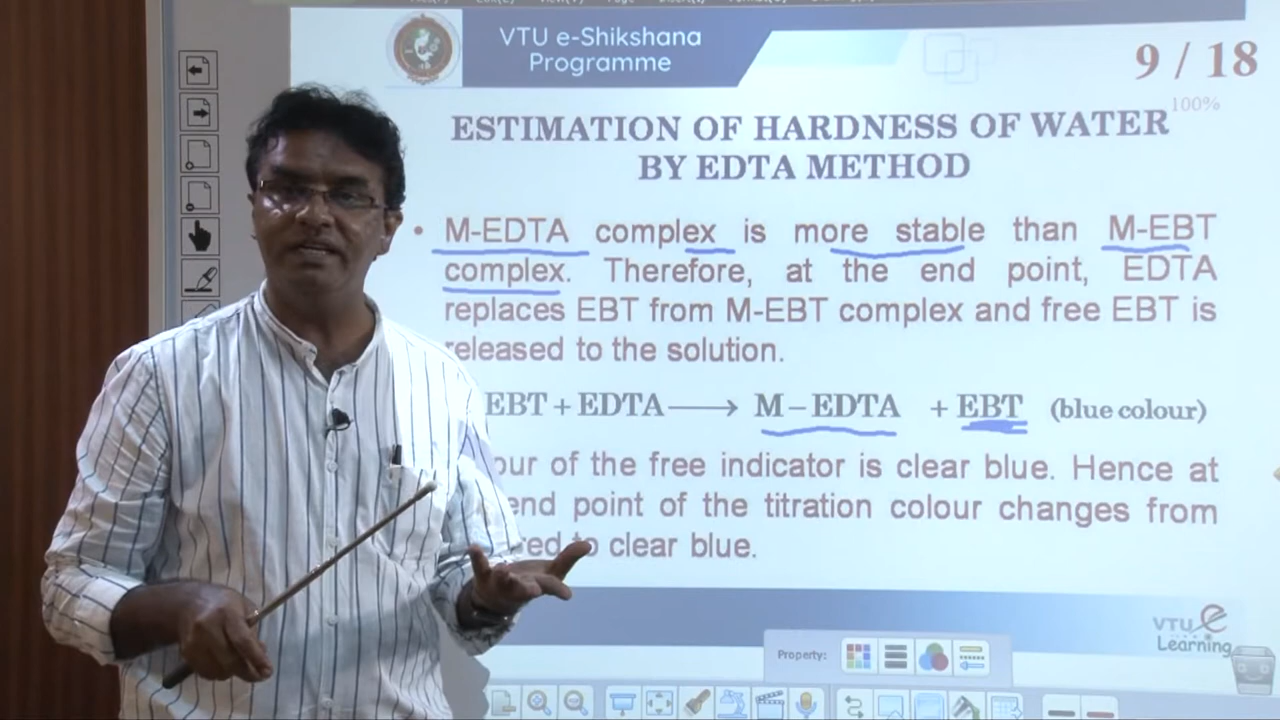 VTU e-Shikshana
Programme
9 / 18
100%
ESTIMATION OF HARDNESS OF WATER
BY EDTA METHOD
• M-EDTA complex is more stable than M-EBT
complex. Therefore, at the end point, EDTA
replaces EBT from M-EBT complex and free EBT is
released to the solution.
EBT + EDTA ⟶ M – EDTA + EBT (blue colour)
our of the free indicator is clear blue. Hence at
end point of the titration colour changes from
red to clear blue.
VTU e
Learning
Property: